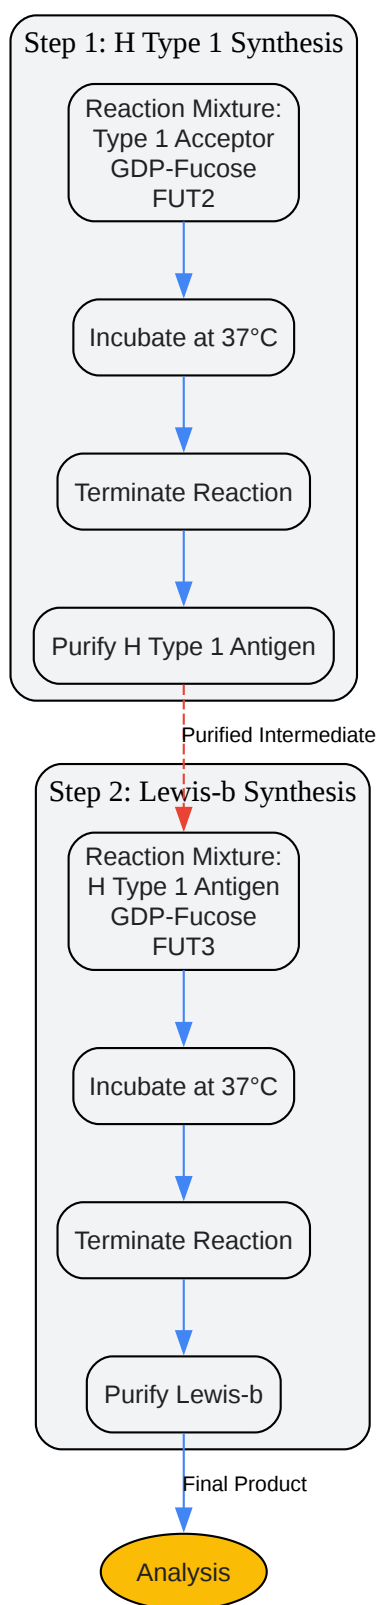 Step 1: H Type 1 Synthesis
Reaction Mixture:
Type 1 Acceptor
GDP-Fucose
FUT2
Incubate at 37°C
Terminate Reaction
Purify H Type 1 Antigen
Purified Intermediate
Step 2: Lewis-b Synthesis
Reaction Mixture:
H Type 1 Antigen
GDP-Fucose
FUT3
Incubate at 37°C
Terminate Reaction
Purify Lewis-b
Final Product
Analysis